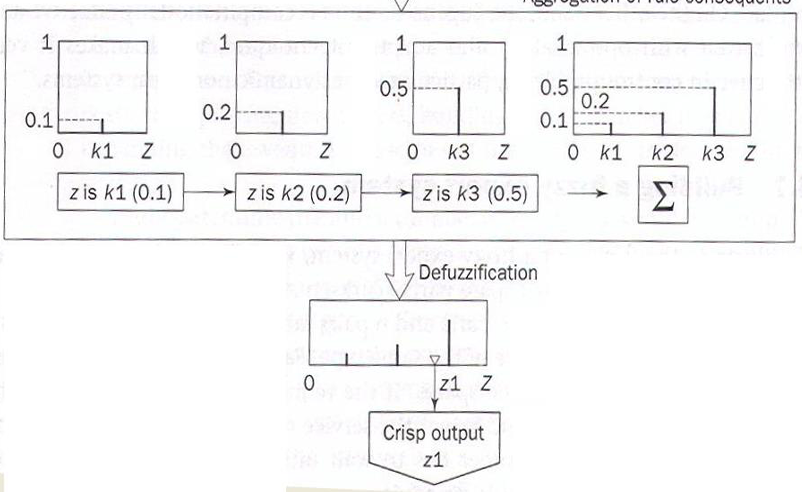 Aggregation of rule consequents
1 1 1 1
0.1 0.2 0.5 0.5 0.2 0.1
0 k1 Z 0 k2 Z 0 k3 Z 0 k1 k2 k3 Z
z is k1 (0.1) z is k2 (0.2) z is k3 (0.5) Σ
Defuzzification
0 z1 Z
Crisp output
z1